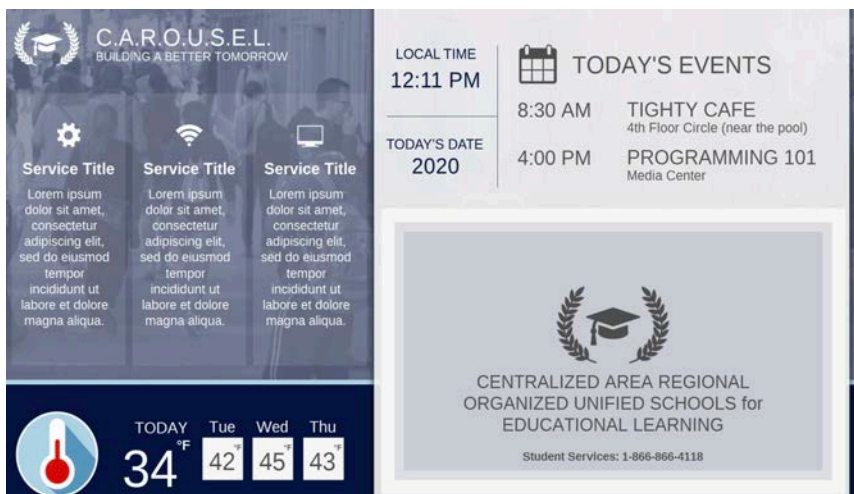 C.A.R.O.U.S.E.L.
BUILDING A BETTER TOMORROW
Service Title
Lorem ipsum
dolor sit amet,
consectetur
adipiscing elit,
sed do eiusmod
tempor
incididunt ut
labore et dolore
magna aliqua.
Service Title
Lorem ipsum
dolor sit amet,
consectetur
adipiscing elit,
sed do eiusmod
tempor
incididunt ut
labore et dolore
magna aliqua.
Service Title
Lorem ipsum
dolor sit amet,
consectetur
adipiscing elit,
sed do eiusmod
tempor
incididunt ut
labore et dolore
magna aliqua.
TODAY
34 °F
Tue
42 °F
Wed
45 °F
Thu
43 °F
LOCAL TIME
12:11 PM
TODAY'S DATE
2020
TODAY'S EVENTS
8:30 AM TIGHTY CAFE
4th Floor Circle (near the pool)
4:00 PM PROGRAMMING 101
Media Center
CENTRALIZED AREA REGIONAL
ORGANIZED UNIFIED SCHOOLS for
EDUCATIONAL LEARNING
Student Services: 1-866-866-4118